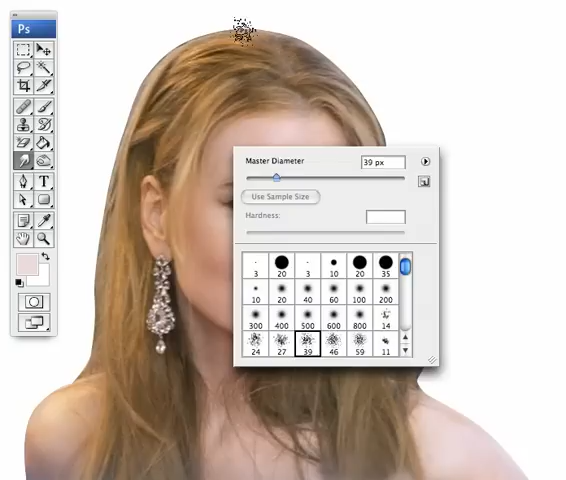 Ps
T
Master Diameter 39 px
Use Sample Size
Hardness:
3 20 3 10 20 35
10 20 40 60 100 200
300 400 500 600 800 14
24 27 39 46 59 11